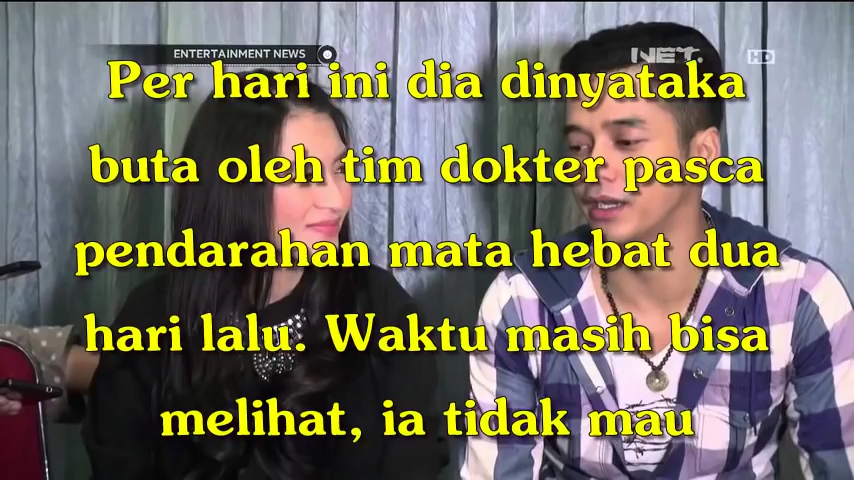 ENTERTAINMENT NEWS
NET.
HD
Per hari ini dia dinyataka
buta oleh tim dokter pasca
pendarahan mata hebat dua
hari lalu. Waktu masih bisa
melihat, ia tidak mau